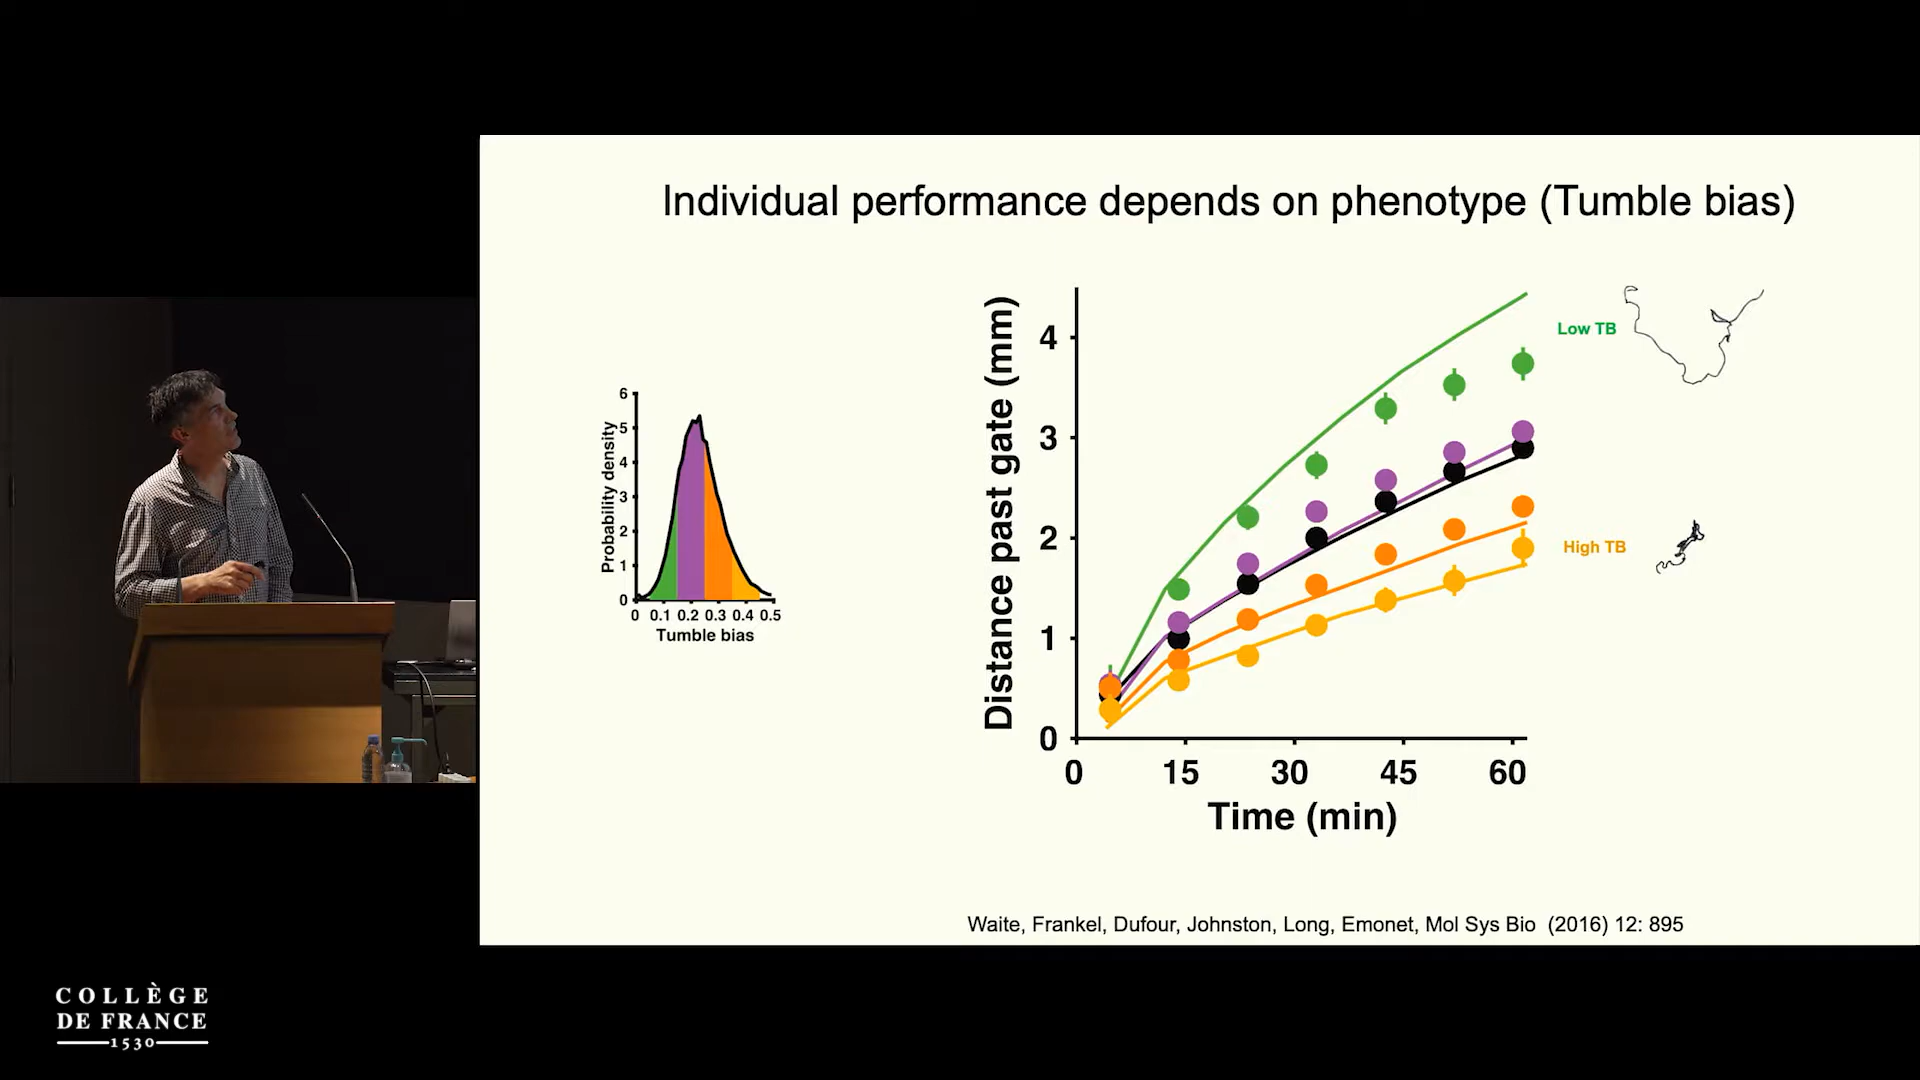 Individual performance depends on phenotype (Tumble bias)
Probability density
6
5
4
3
2
1
0
0 0.1 0.2 0.3 0.4 0.5
Tumble bias
Distance past gate (mm)
4
3
2
1
0
0 15 30 45 60
Time (min)
Low TB
High TB
Waite, Frankel, Dufour, Johnston, Long, Emonet, Mol Sys Bio (2016) 12: 895
COLLÈGE
DE FRANCE
1530